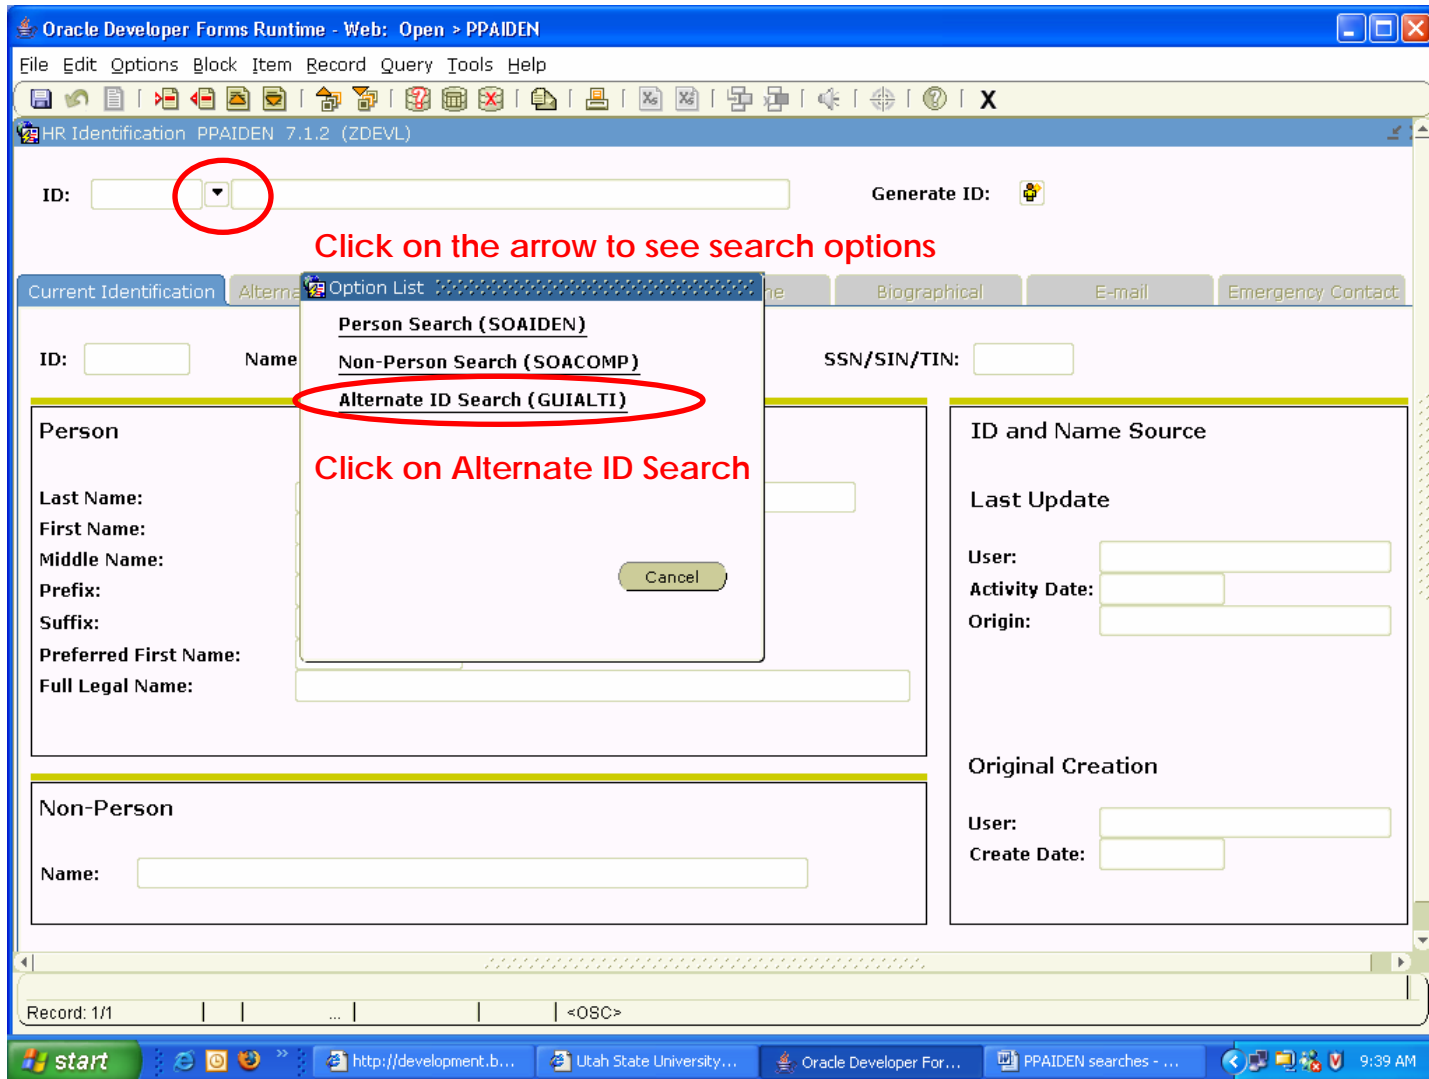 Oracle Developer Forms Runtime - Web: Open > PPAIDEN
File Edit Options Block Item Record Query Tools Help
X
HR Identification PPAIDEN 7.1.2 (ZDEVL)
ID:
Generate ID:
Click on the arrow to see search options
Current Identification
Option List
Biographical
E-mail
Emergency Contact
Person Search (SOAIDEN)
ID:
Name
Non-Person Search (SOACOMP)
SSN/SIN/TIN:
Alternate ID Search (GUIALTI)
Person
ID and Name Source
Click on Alternate ID Search
Last Name:
Last Update
First Name:
Middle Name:
User:
Cancel
Prefix:
Activity Date:
Suffix:
Origin:
Preferred First Name:
Full Legal Name:
Original Creation
Non-Person
User:
Create Date:
Name:
Record: 1/1
...
<OSC>
start
http://development.b...
Utah State University...
Oracle Developer For...
PPAIDEN searches - ...
9:39 AM